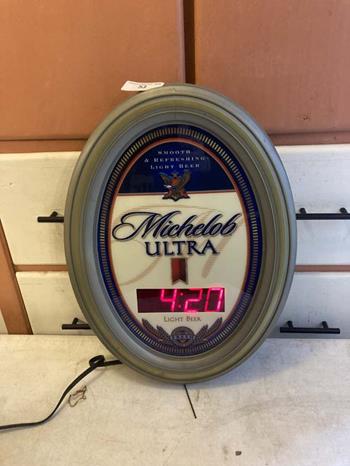 SMOOTH
& REFRESHING
LIGHT BEER
Michelob
ULTRA
4:20
LIGHT BEER